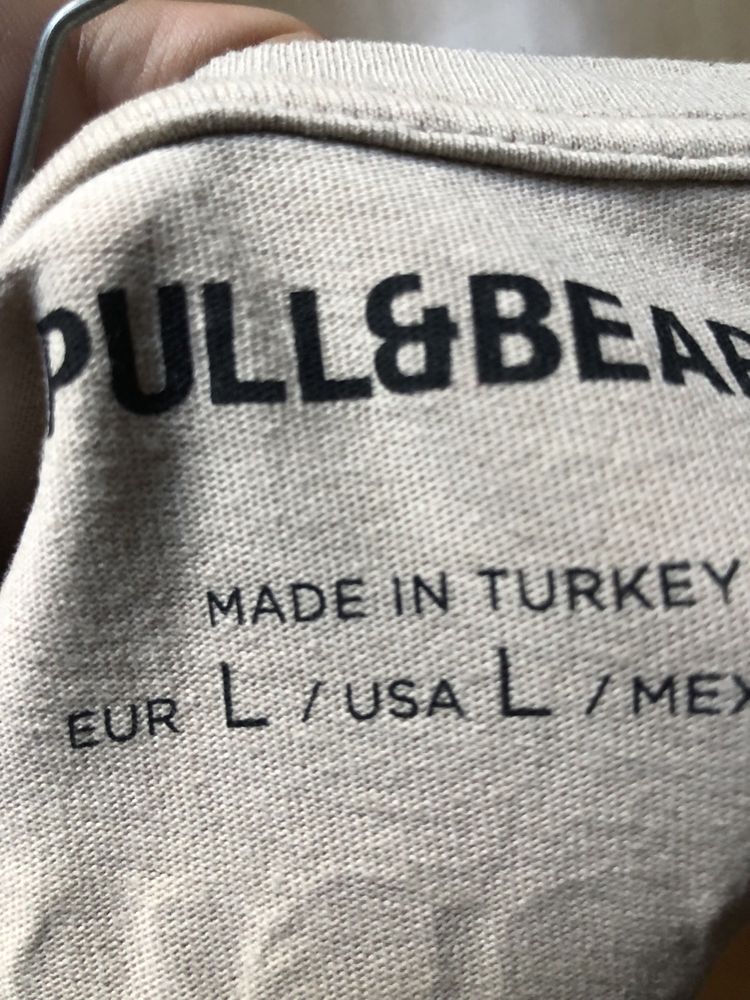 PULL&BEAR
MADE IN TURKEY
EUR L / USA L / MEX